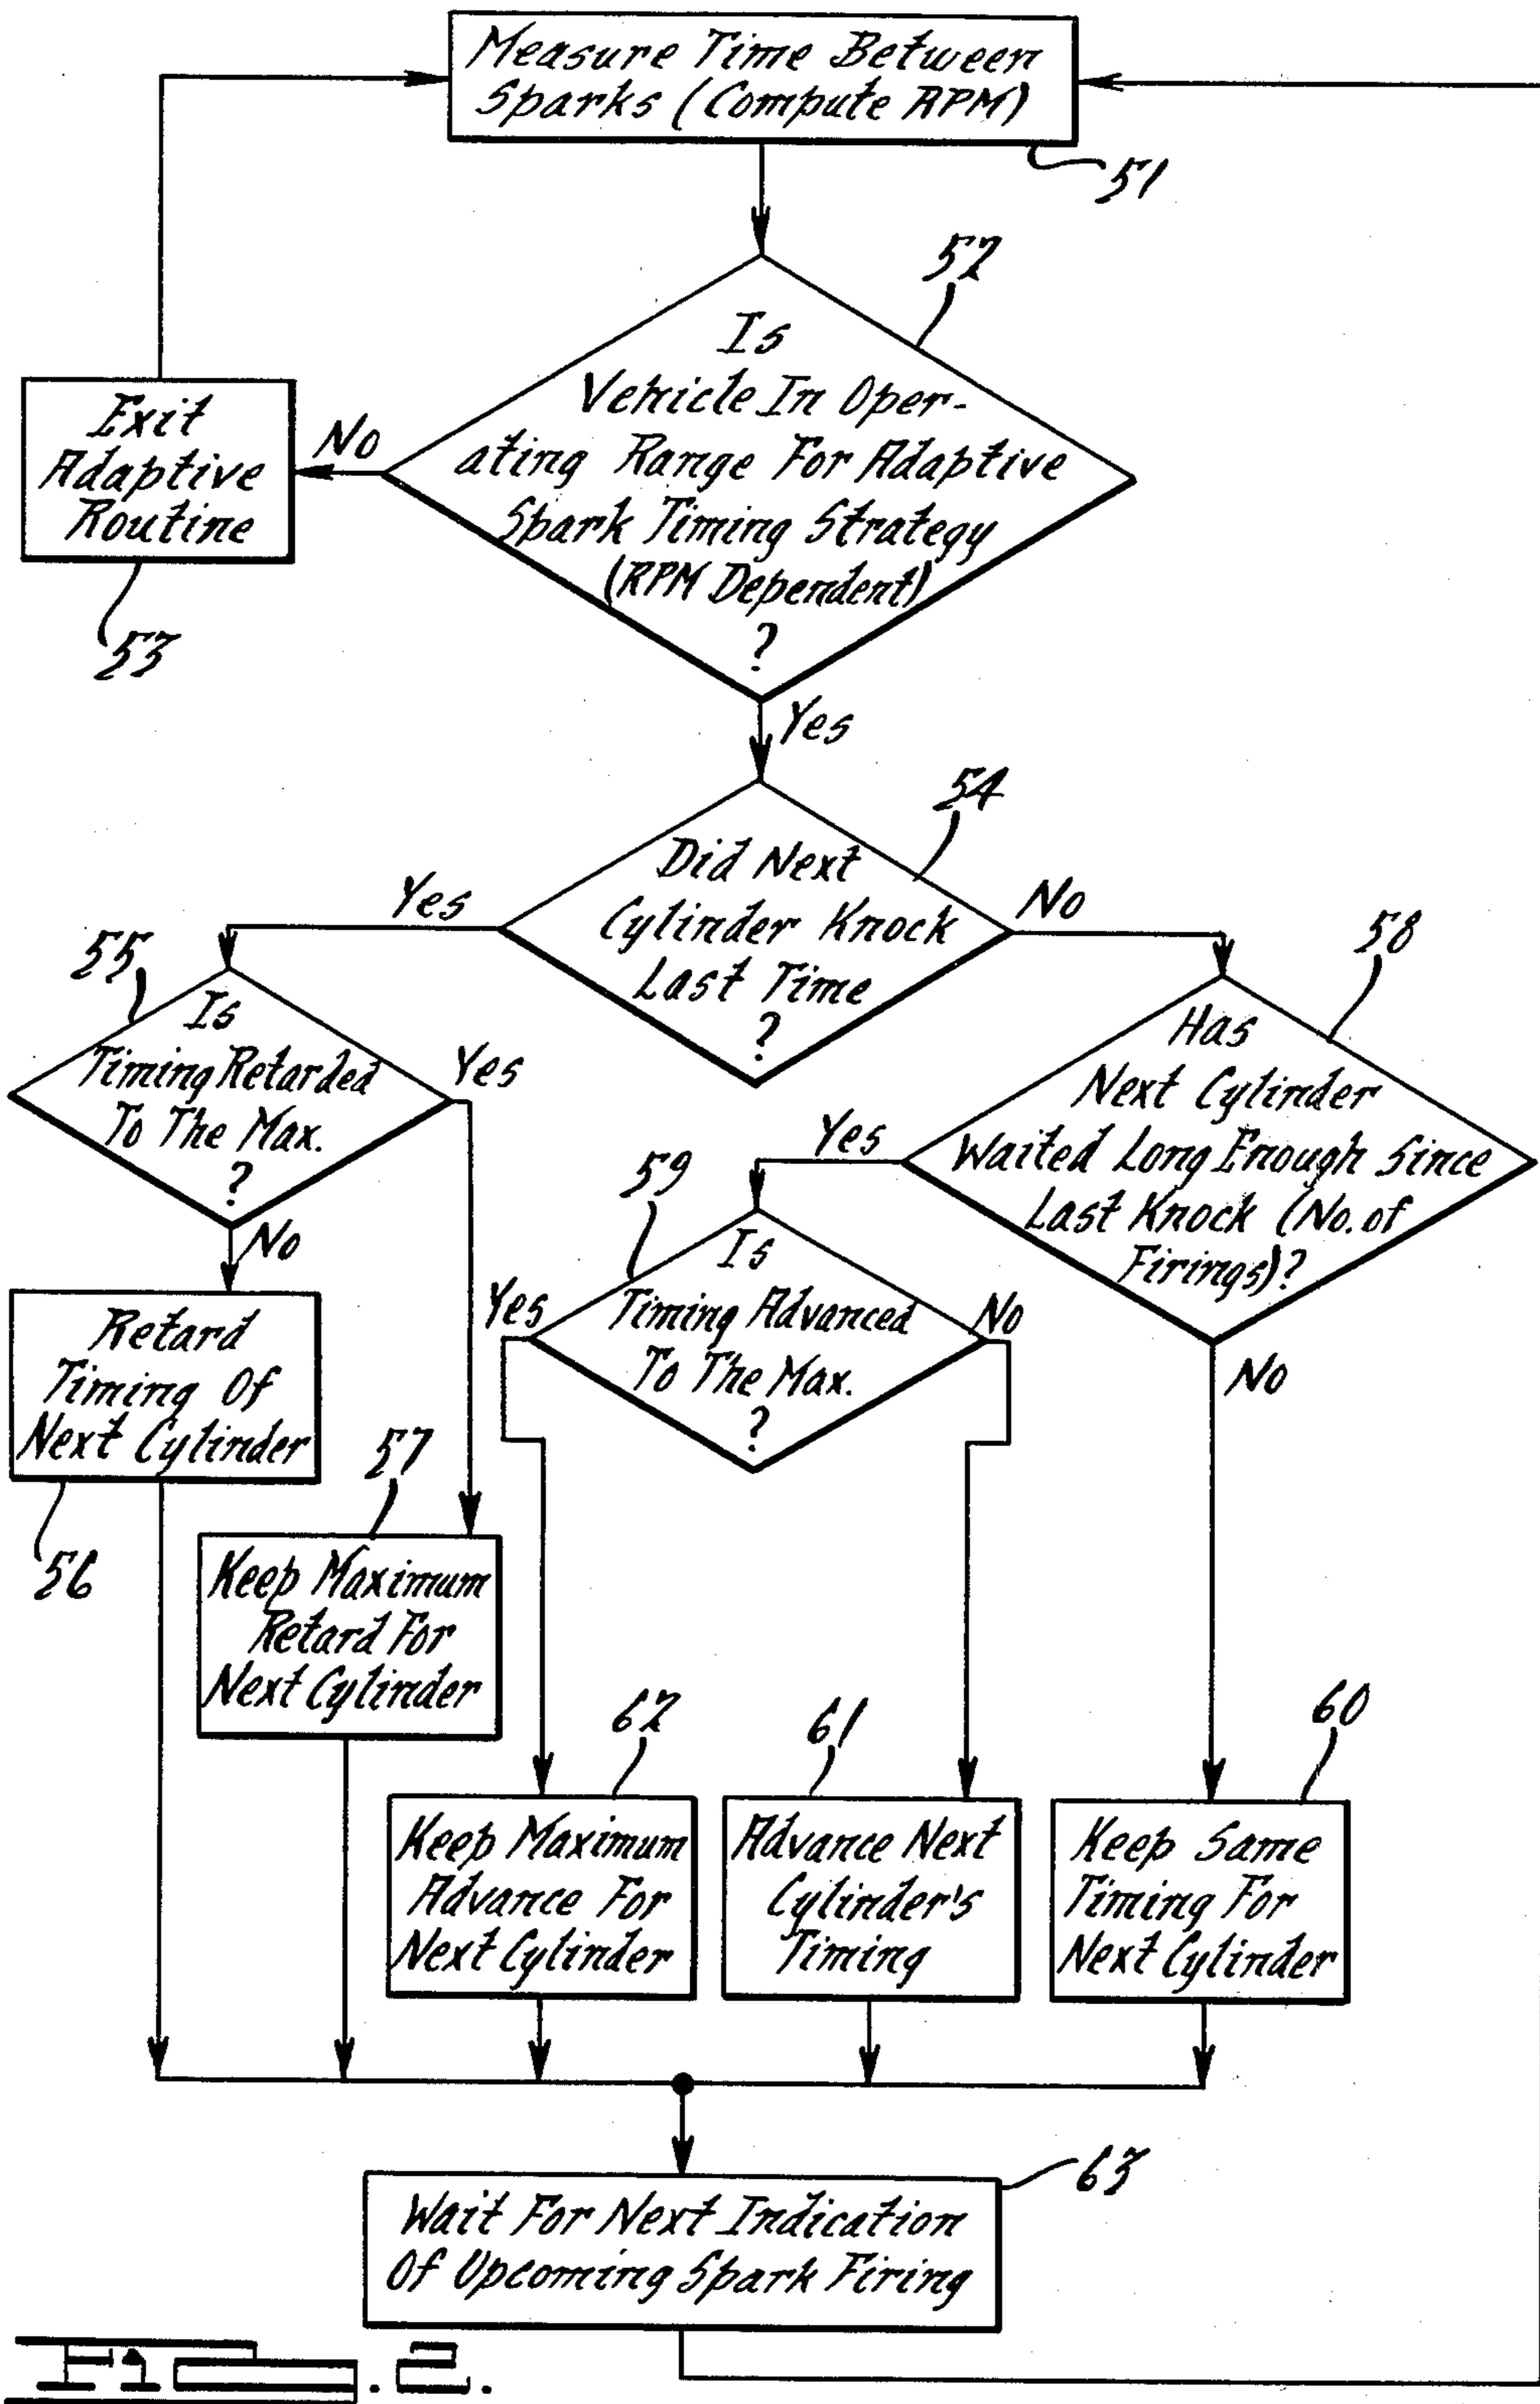 Measure Time Between
Sparks (Compute RPM)
51
52
Is
Vehicle In Oper-
ating Range For Adaptive
Spark Timing Strategy
(RPM Dependent)
?
No
Exit
Adaptive
Routine
53
Yes
54
Did Next
Cylinder Knock
Last Time
?
Yes
No
55
Is
Timing Retarded
To The Max.
?
Yes
No
58
Has
Next Cylinder
Waited Long Enough Since
Last Knock (No. of
Firings)?
Yes
No
59
Is
Timing Advanced
To The Max.
?
Yes
No
Retard
Timing Of
Next Cylinder
56
57
Keep Maximum
Retard For
Next Cylinder
62
Keep Maximum
Advance For
Next Cylinder
61
Advance Next
Cylinder's
Timing
60
Keep Same
Timing For
Next Cylinder
63
Wait For Next Indication
Of Upcoming Spark Firing
FIG. 2.